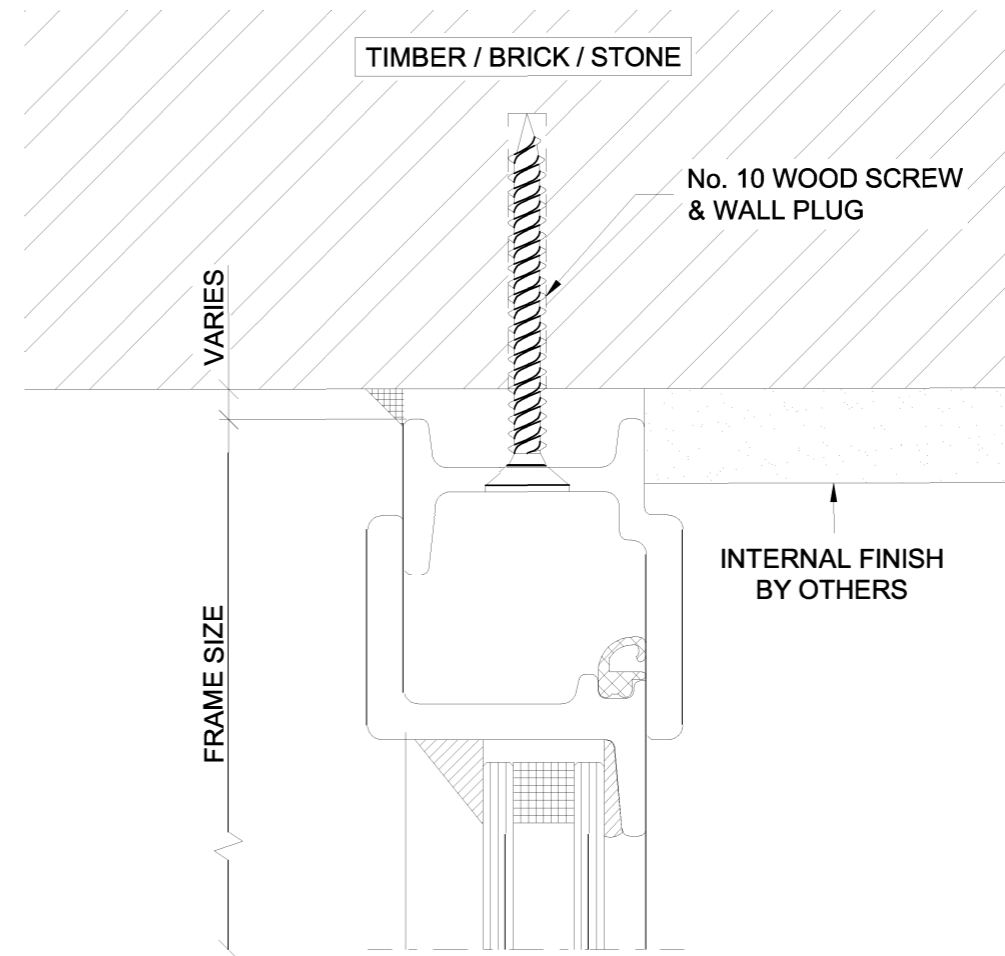 TIMBER / BRICK / STONE
No. 10 WOOD SCREW
& WALL PLUG
VARIES
INTERNAL FINISH
BY OTHERS
FRAME SIZE